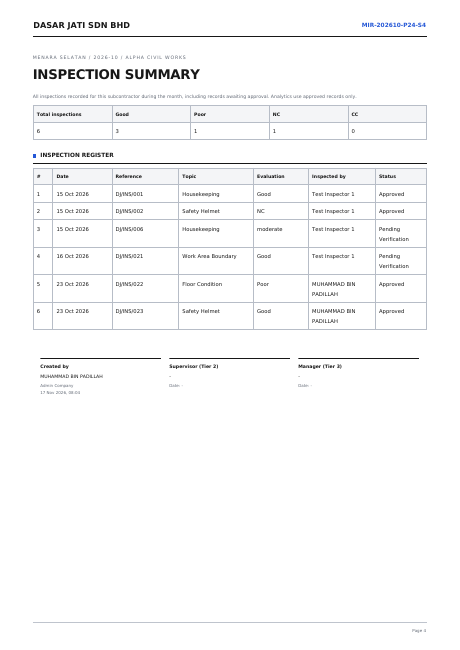 DASAR JATI SDN BHD
MIR-202610-P24-S4
MENARA SELATAN / 2026-10 / ALPHA CIVIL WORKS
INSPECTION SUMMARY
All inspections recorded for this subcontractor during the month, including records awaiting approval. Analytics use approved records only.
Total inspections Good Poor NC CC
6 3 1 1 0
INSPECTION REGISTER
# Date Reference Topic Evaluation Inspected by Status
1 15 Oct 2026 DJ/INS/001 Housekeeping Good Test Inspector 1 Approved
2 15 Oct 2026 DJ/INS/002 Safety Helmet NC Test Inspector 1 Approved
3 15 Oct 2026 DJ/INS/006 Housekeeping moderate Test Inspector 1 Pending
Verification
4 16 Oct 2026 DJ/INS/021 Work Area Boundary Good Test Inspector 1 Pending
Verification
5 23 Oct 2026 DJ/INS/022 Floor Condition Poor MUHAMMAD BIN Approved
PADILLAH
6 23 Oct 2026 DJ/INS/023 Safety Helmet Good MUHAMMAD BIN Approved
PADILLAH
Created by Supervisor (Tier 2) Manager (Tier 3)
MUHAMMAD BIN PADILLAH - -
Admin Company Date: - Date: -
17 Nov 2026,
Page 4